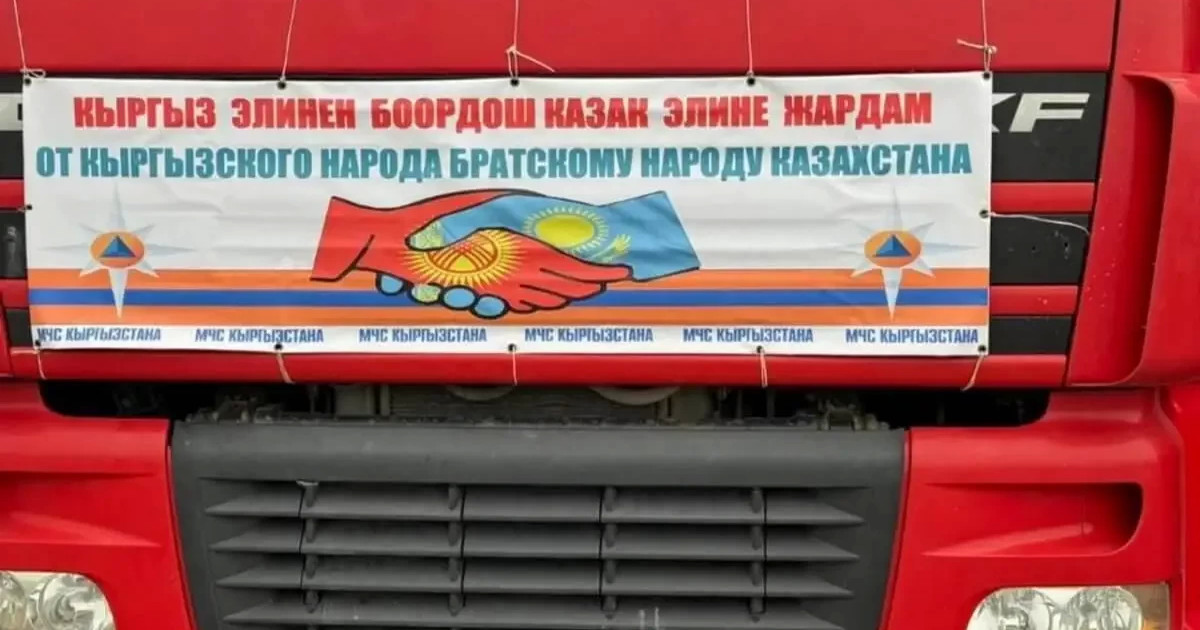 КЫРГЫЗ ЭЛИНЕН БООРДОШ КАЗАК ЭЛИНЕ ЖАРДАМ
XF
ОТ КЫРГЫЗСКОГО НАРОДА БРАТСКОМУ НАРОДУ КАЗАХСТАНА
МЧС КЫРГЫЗСТАНА МЧС КЫРГЫЗСТАНА МЧС КЫРГЫЗСТАНА МЧС КЫРГЫЗСТАНА МЧС КЫРГЫЗСТАНА МЧС КЫРГЫЗСТАНА